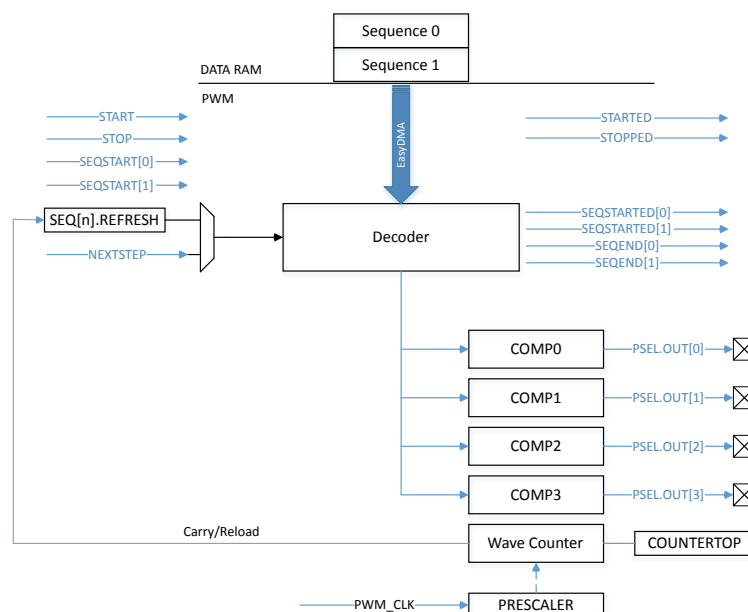 Sequence 0
Sequence 1
DATA RAM
PWM
START
STOP
SEQSTART[0]
SEQSTART[1]
EasyDMA
STARTED
STOPPED
SEQ[n].REFRESH
NEXTSTEP
Decoder
SEQSTARTED[0]
SEQSTARTED[1]
SEQEND[0]
SEQEND[1]
COMP0
PSEL.OUT[0]
COMP1
PSEL.OUT[1]
COMP2
PSEL.OUT[2]
COMP3
PSEL.OUT[3]
Carry/Reload
Wave Counter
COUNTERTOP
PWM_CLK
PRESCALER